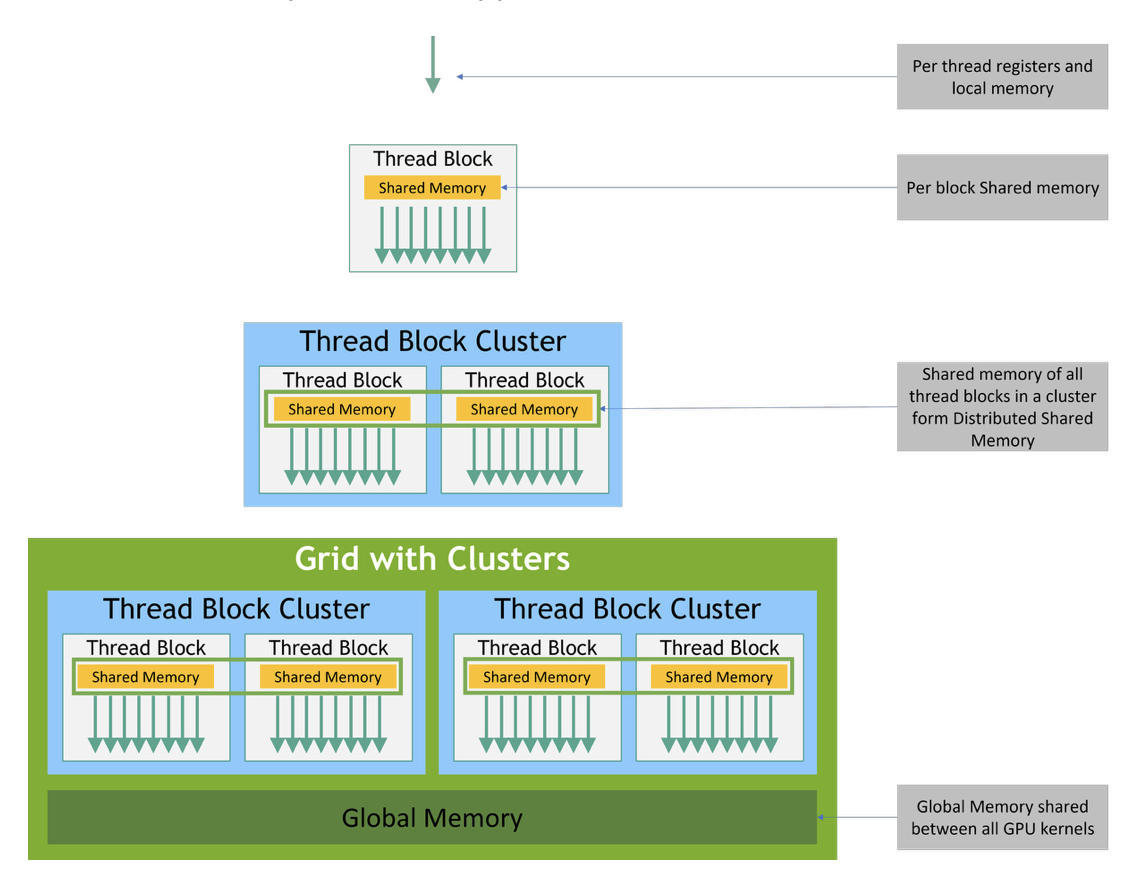 Per thread registers and
local memory
Thread Block
Shared Memory
Per block Shared memory
Thread Block Cluster
Thread Block
Thread Block
Shared Memory
Shared Memory
Shared memory of all
thread blocks in a cluster
form Distributed Shared
Memory
Grid with Clusters
Thread Block Cluster
Thread Block Cluster
Thread Block
Thread Block
Thread Block
Thread Block
Shared Memory
Shared Memory
Shared Memory
Shared Memory
Global Memory
Global Memory shared
between all GPU kernels